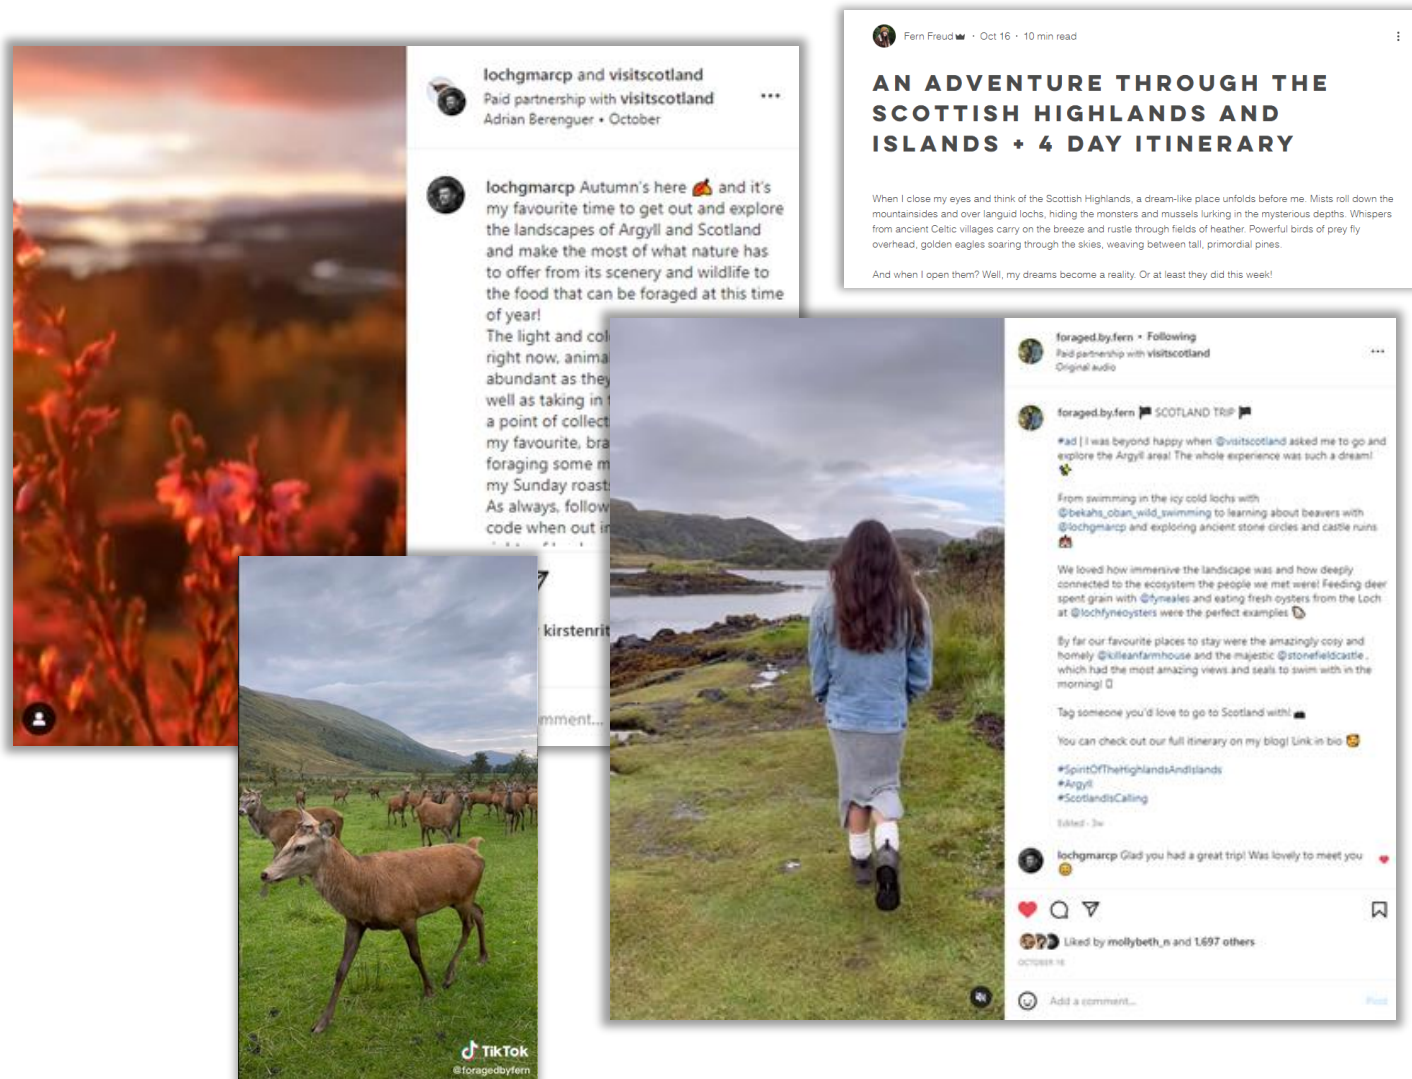 lochgmarcp and visitscotland
Paid partnership with visitscotland
Adrian Berenguer • October
lochgmarcp Autumn's here 🍂 and it's
my favourite time to get out and explore
the landscapes of Argyll and Scotland
and make the most of what nature has
to offer from its scenery and wildlife to
the food that can be foraged at this time
of year!
The light and col
right now, anima
abundant as they
well as taking in
a point of collect
my favourite, bra
foraging some m
my Sunday roast
As always, follow
code when out in
kirstenrit
mment...
Fern Freud • Oct 16 • 10 min read
AN ADVENTURE THROUGH THE
SCOTTISH HIGHLANDS AND
ISLANDS + 4 DAY ITINERARY
When I close my eyes and think of the Scottish Highlands, a dream-like place unfolds before me. Mists roll down the
mountainsides and over languid lochs, hiding the monsters and mussels lurking in the mysterious depths. Whispers
from ancient Celtic villages carry on the breeze and rustle through fields of heather. Powerful birds of prey fly
overhead, golden eagles soaring through the skies, weaving between tall, primordial pines.
And when I open them? Well, my dreams become a reality. Or at least they did this week!
foraged.by.fern • Following
Paid partnership with visitscotland
Original audio
foraged.by.fern 🏴 SCOTLAND TRIP 🏴
#ad | I was beyond happy when @visitscotland asked me to go and
explore the Argyll area! The whole experience was such a dream!
From swimming in the icy cold lochs with
@bekahs_oban_wild_swimming to learning about beavers with
@lochgmarcp and exploring ancient stone circles and castle ruins
We loved how immersive the landscape was and how deeply
connected to the ecosystem the people we met were! Feeding deer
spent grain with @fyneales and eating fresh oysters from the Loch
at @lochfyneoysters were the perfect examples
By far our favourite places to stay were the amazingly cosy and
homely @killeanfarmhouse and the majestic @stonefieldcastle ,
which had the most amazing views and seals to swim with in the
morning!
Tag someone you'd love to go to Scotland with!
You can check out our full itinerary on my blog! Link in bio
#SpiritOfTheHighlandsAndIslands
#Argyll
#ScotlandIsCalling
Edited • 3w
lochgmarcp Glad you had a great trip! Was lovely to meet you
Liked by mollybeth_n and 1,697 others
OCTOBER 16
Add a comment...
Post
TikTok
@foragedbyfern